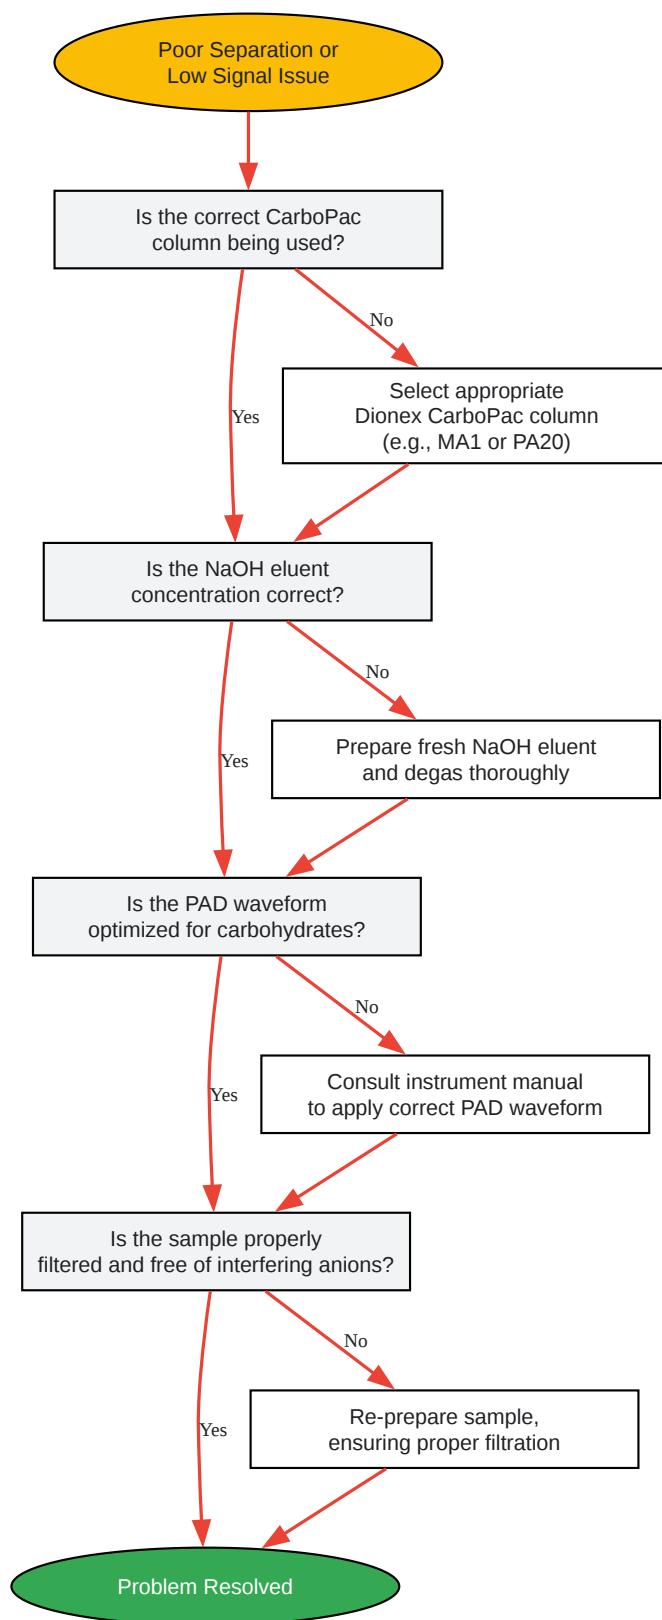 Poor Separation or
Low Signal Issue
Is the correct CarboPac
column being used?
No
Yes
Select appropriate
Dionex CarboPac column
(e.g., MA1 or PA20)
Is the NaOH eluent
concentration correct?
No
Yes
Prepare fresh NaOH eluent
and degas thoroughly
Is the PAD waveform
optimized for carbohydrates?
No
Yes
Consult instrument manual
to apply correct PAD waveform
Is the sample properly
filtered and free of interfering anions?
No
Yes
Re-prepare sample,
ensuring proper filtration
Problem Resolved